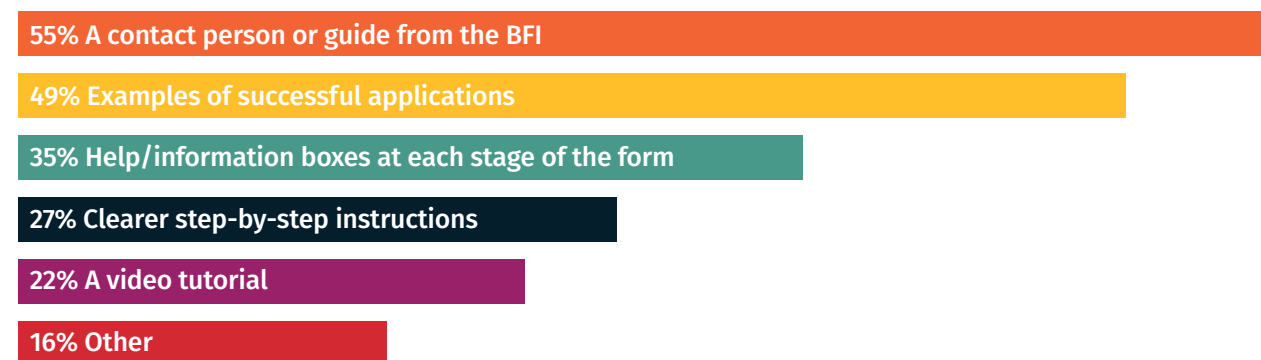 55% A contact person or guide from the BFI
49% Examples of successful applications
35% Help/information boxes at each stage of the form
27% Clearer step-by-step instructions
22% A video tutorial
16% Other